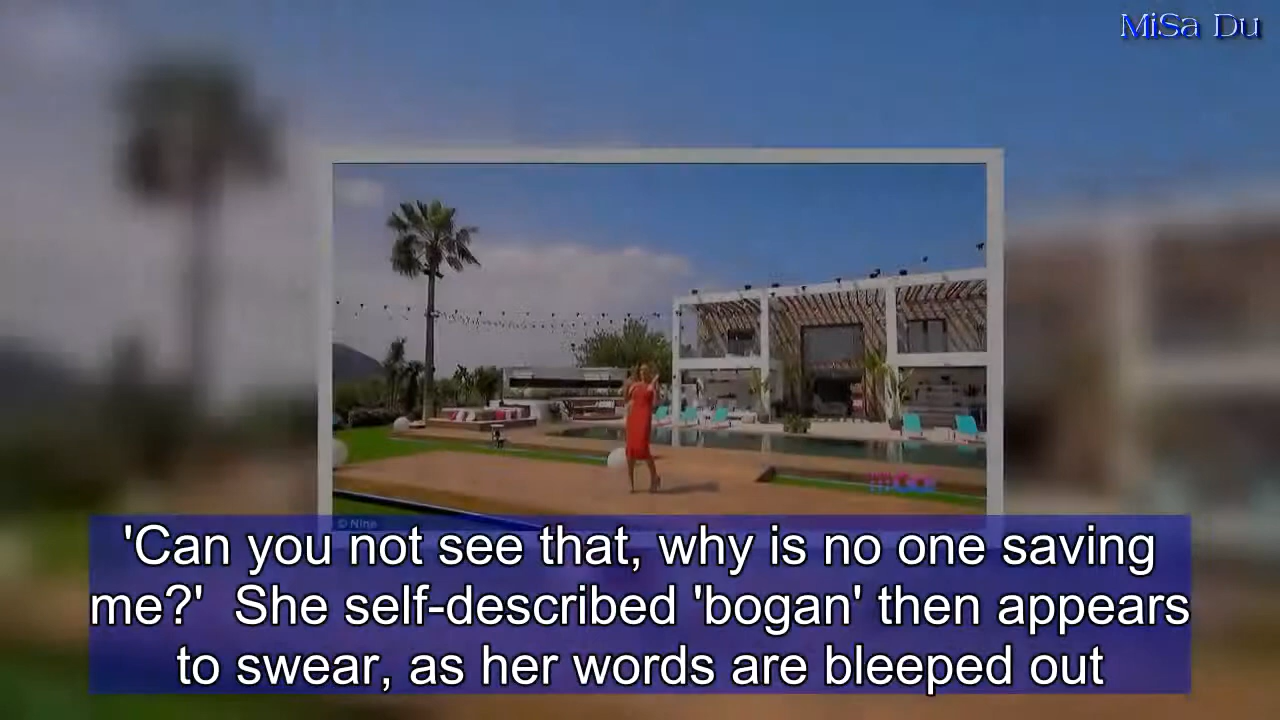 MiSa Du
© Nine
'Can you not see that, why is no one saving
me?'  She self-described 'bogan' then appears
to swear, as her words are bleeped out